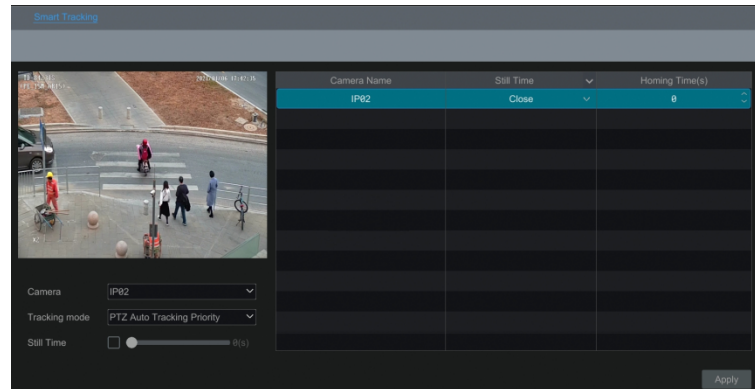 Smart Tracking
Camera Name Still Time Homing Time(s)
IP02 Close 0
Camera IP02
Tracking mode PTZ Auto Tracking Priority
Still Time 0(s)
Apply